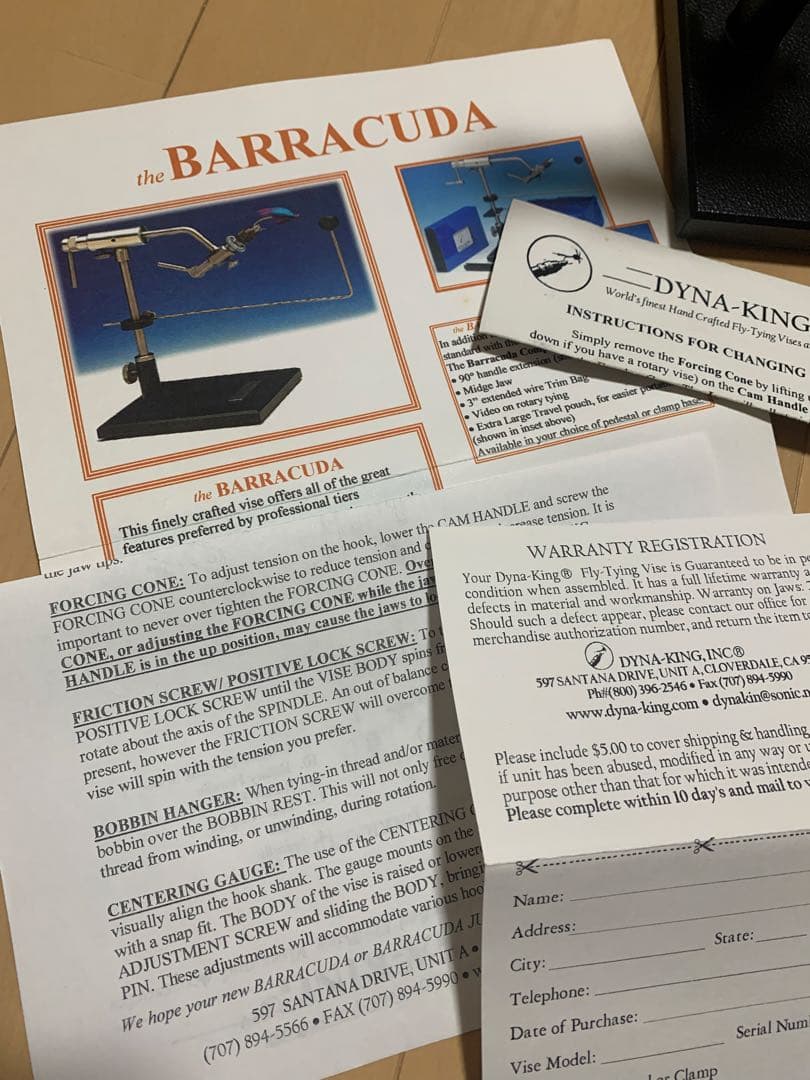 the BARRACUDA
the BARRACUDA
This finely crafted vise offers all of the great
features preferred by professional tiers
In addition
standard with the
The Barracuda
• 90° handle extension
• Midge Jaw
• 3" extended wire Trim Bag
• Video on rotary tying
• Extra Large Travel pouch, for easier
(shown in inset above)
Available in your choice of pedestal or clamp base.
DYNA-KING
World's finest Hand Crafted Fly-Tying Vises
INSTRUCTIONS FOR CHANGING
Simply remove the Forcing Cone by lifting
down if you have a rotary vise) on the Cam Handle
the jaw tips.
FORCING CONE: To adjust tension on the hook, lower the CAM HANDLE and screw the
FORCING CONE counterclockwise to reduce tension and tension. It is
important to never over tighten the FORCING CONE.
CONE, or adjusting the FORCING CONE while the
HANDLE is in the up position, may cause the jaws to
FRICTION SCREW/ POSITIVE LOCK SCREW: To
POSITIVE LOCK SCREW until the VISE BODY spins
rotate about the axis of the SPINDLE. An out of balance
present, however the FRICTION SCREW will overcome
vise will spin with the tension you prefer.
BOBBIN HANGER: When tying-in thread and/or
bobbin over the BOBBIN REST. This will not only free
thread from winding, or unwinding, during rotation.
CENTERING GAUGE: The use of the CENTERING
visually align the hook shank. The gauge mounts on the
with a snap fit. The BODY of the vise is raised or
ADJUSTMENT SCREW and sliding the BODY,
PIN. These adjustments will accommodate various
We hope your new BARRACUDA or BARRACUDA
597 SANTANA DRIVE, UNIT A •
(707) 894-5566 • FAX (707) 894-5990 •
WARRANTY REGISTRATION
Your Dyna-King® Fly-Tying Vise is Guaranteed to be in
condition when assembled. It has a full lifetime warranty
defects in material and workmanship. Warranty on Jaws:
Should such a defect appear, please contact our office for
merchandise authorization number, and return the item
DYNA-KING, INC®
597 SANTANA DRIVE, UNIT A, CLOVERDALE, CA
Ph#(800) 396-2546 • Fax (707) 894-5990
www.dyna-king.com • dynakin@sonic.
Please include $5.00 to cover shipping & handling,
if unit has been abused, modified in any way or
purpose other than that for which it was
Please complete within 10 day's and mail to
Name:
Address:
City: State:
Telephone:
Date of Purchase:
Vise Model: Serial
Clamp